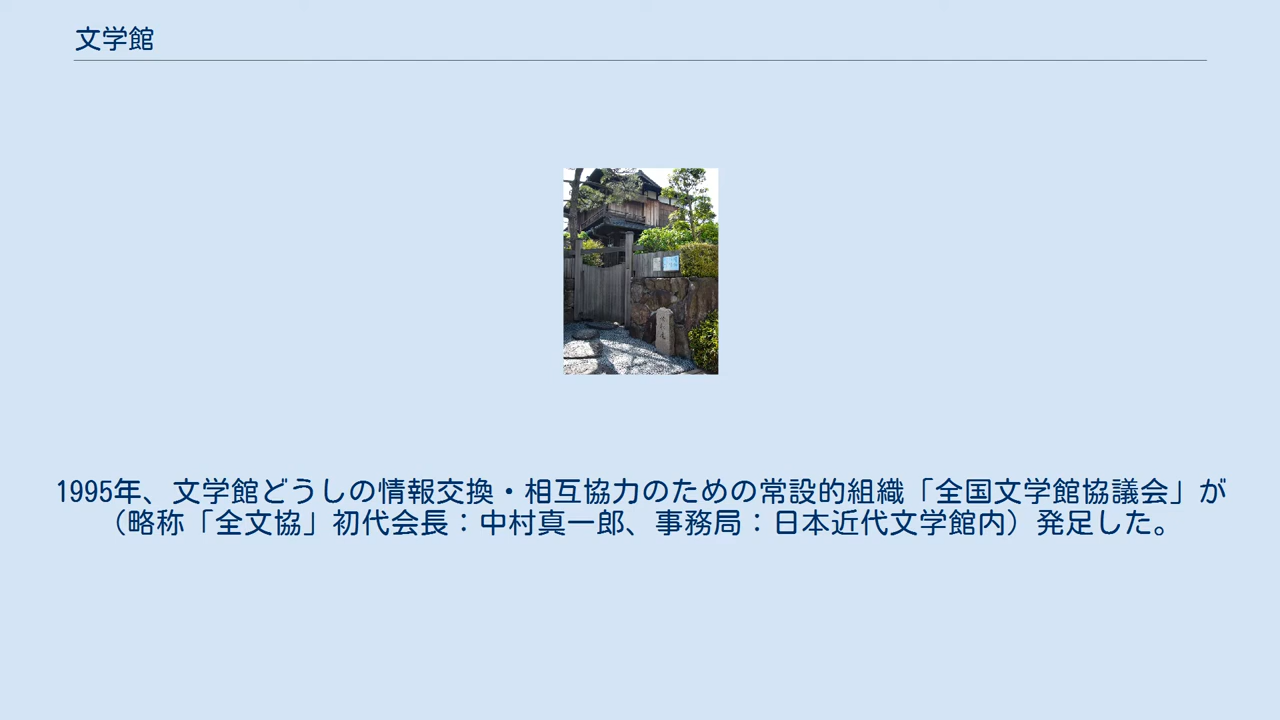 文学館
1995年、文学館どうしの情報交換・相互協力のための常設的組織「全国文学館協議会」が
（略称「全文協」初代会長：中村真一郎、事務局：日本近代文学館内）発足した。